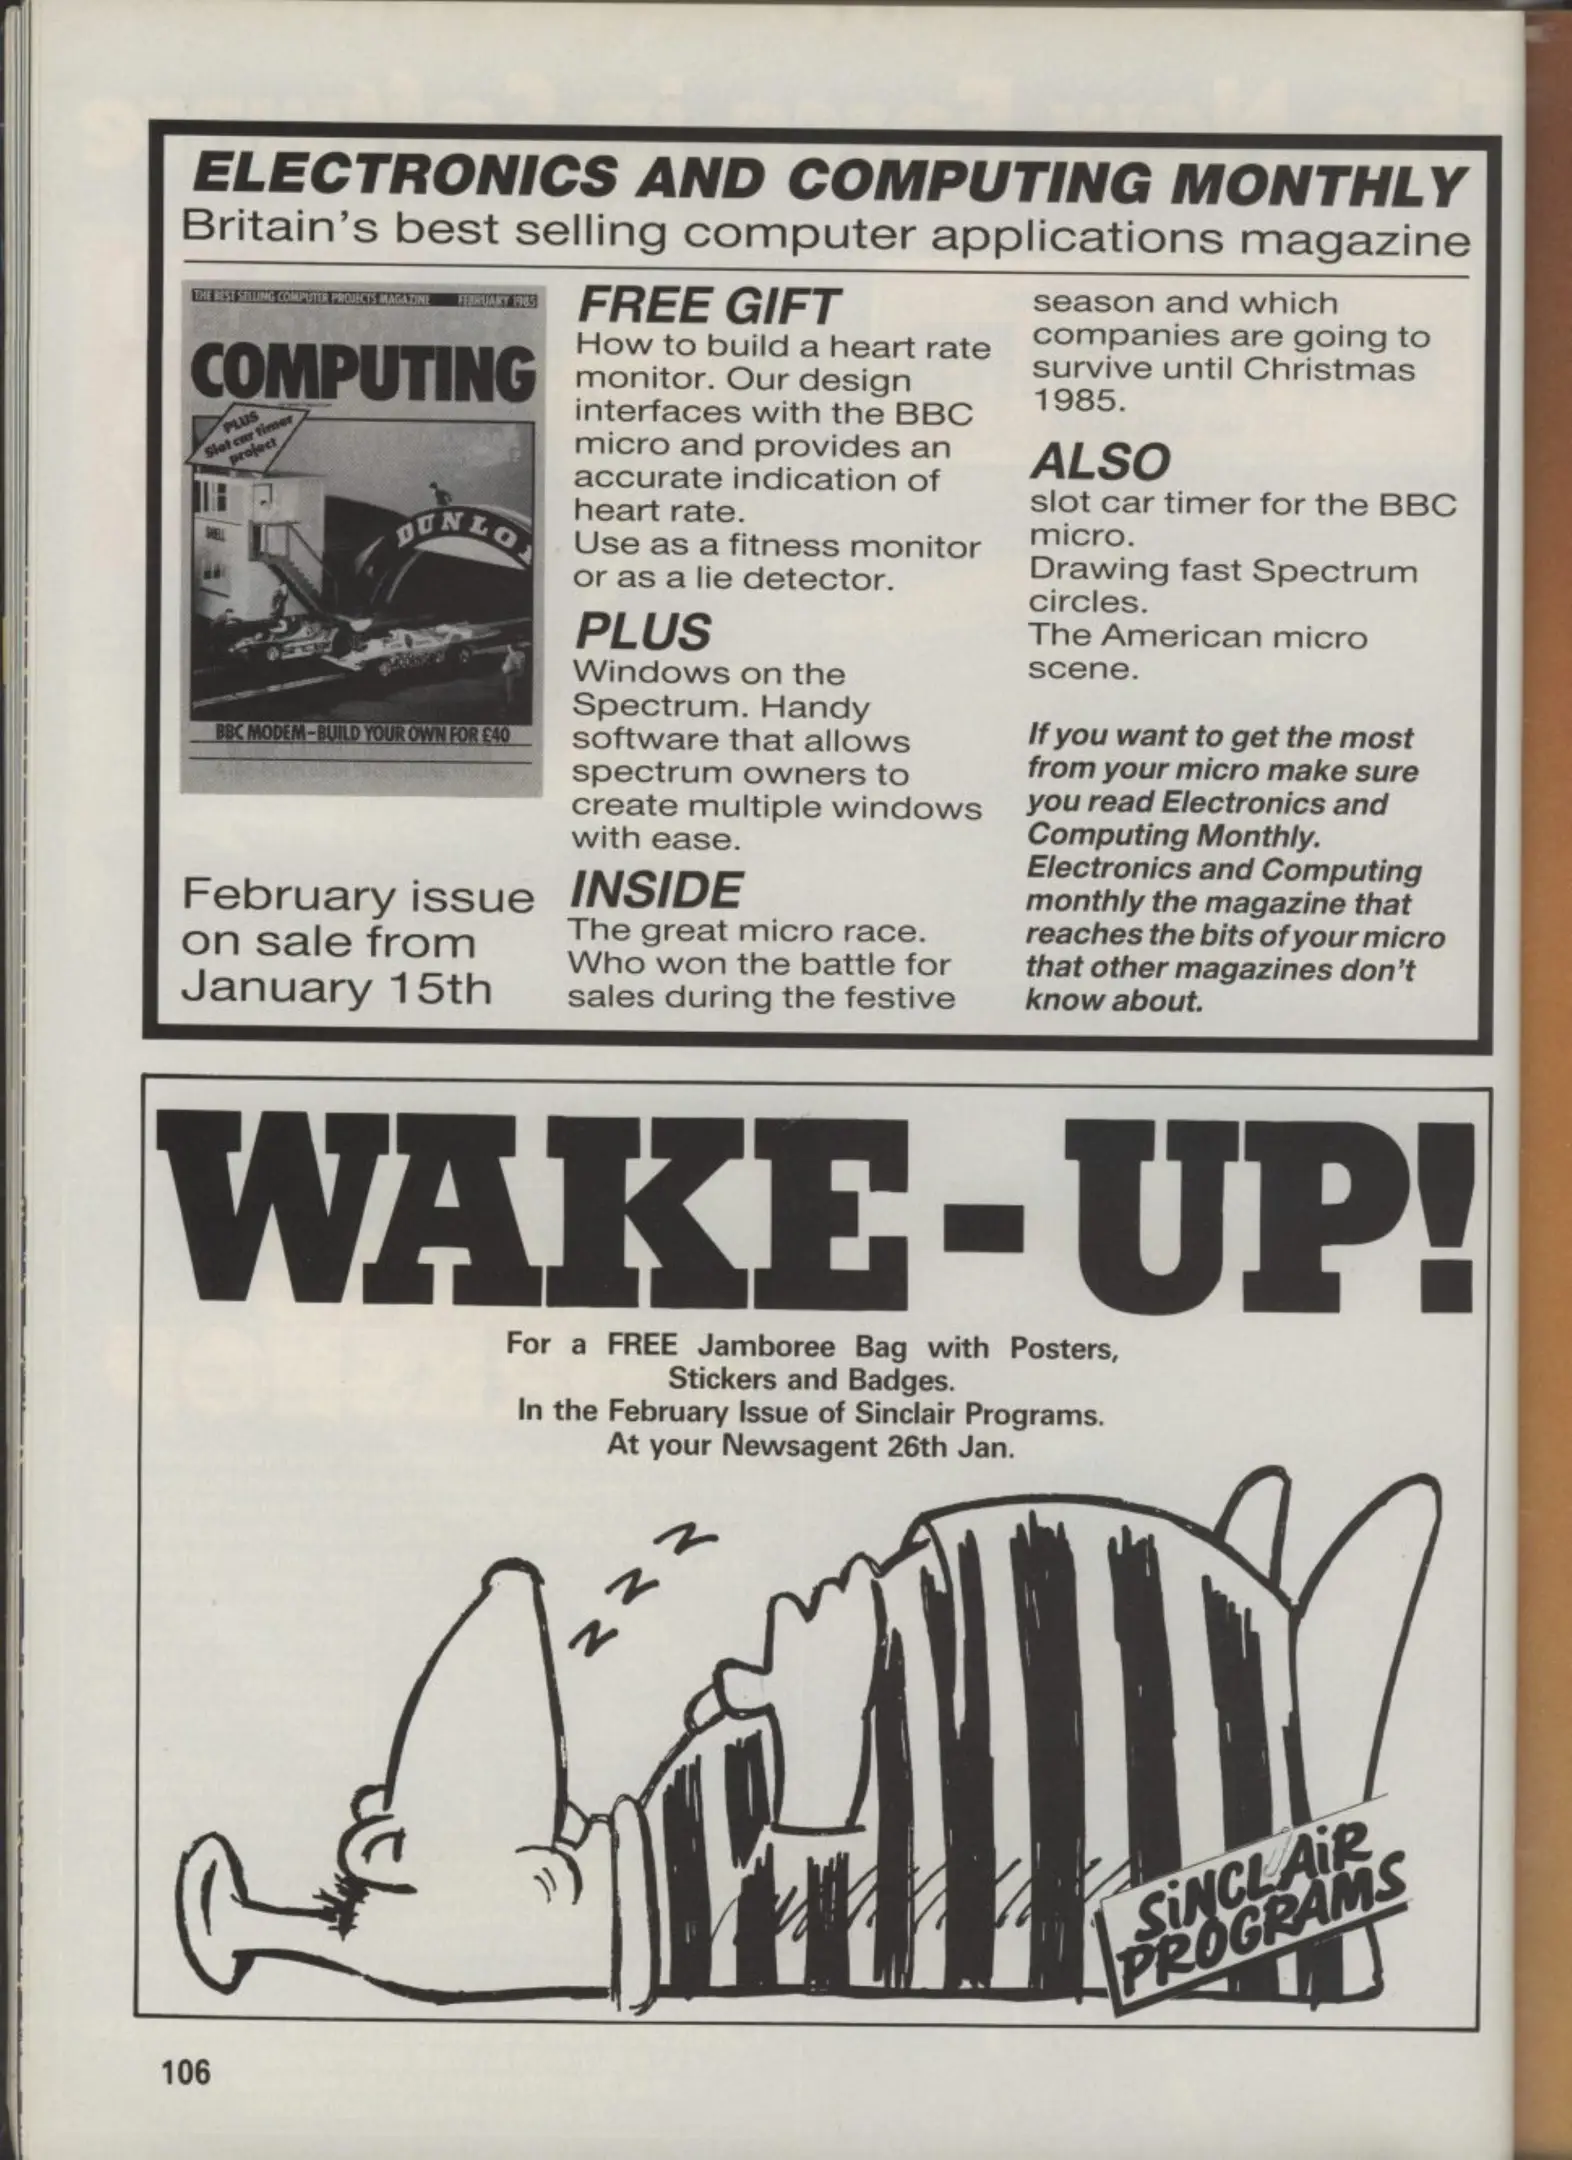 ELECTRONICS AND COMPUTING MONTHLY
Britain's best selling computer applications magazine
THE BEST SELLING COMPUTER PROJECTS MAGAZINE FEBRUARY 1985
COMPUTING
PLUS
Slot car timer
project
SHELL
DUNLO
BBC MODEM-BUILD YOUR OWN FOR £40
February issue
on sale from
January 15th
FREE GIFT
How to build a heart rate
monitor. Our design
interfaces with the BBC
micro and provides an
accurate indication of
heart rate.
Use as a fitness monitor
or as a lie detector.
PLUS
Windows on the
Spectrum. Handy
software that allows
spectrum owners to
create multiple windows
with ease.
INSIDE
The great micro race.
Who won the battle for
sales during the festive
season and which
companies are going to
survive until Christmas
1985.
ALSO
slot car timer for the BBC
micro.
Drawing fast Spectrum
circles.
The American micro
scene.
If you want to get the most
from your micro make sure
you read Electronics and
Computing Monthly.
Electronics and Computing
monthly the magazine that
reaches the bits of your micro
that other magazines don't
know about.
WAKE-UP!
For a FREE Jamboree Bag with Posters,
Stickers and Badges.
In the February Issue of Sinclair Programs.
At your Newsagent 26th Jan.
z z z
SiNCLAiR
PROGRAMS
106